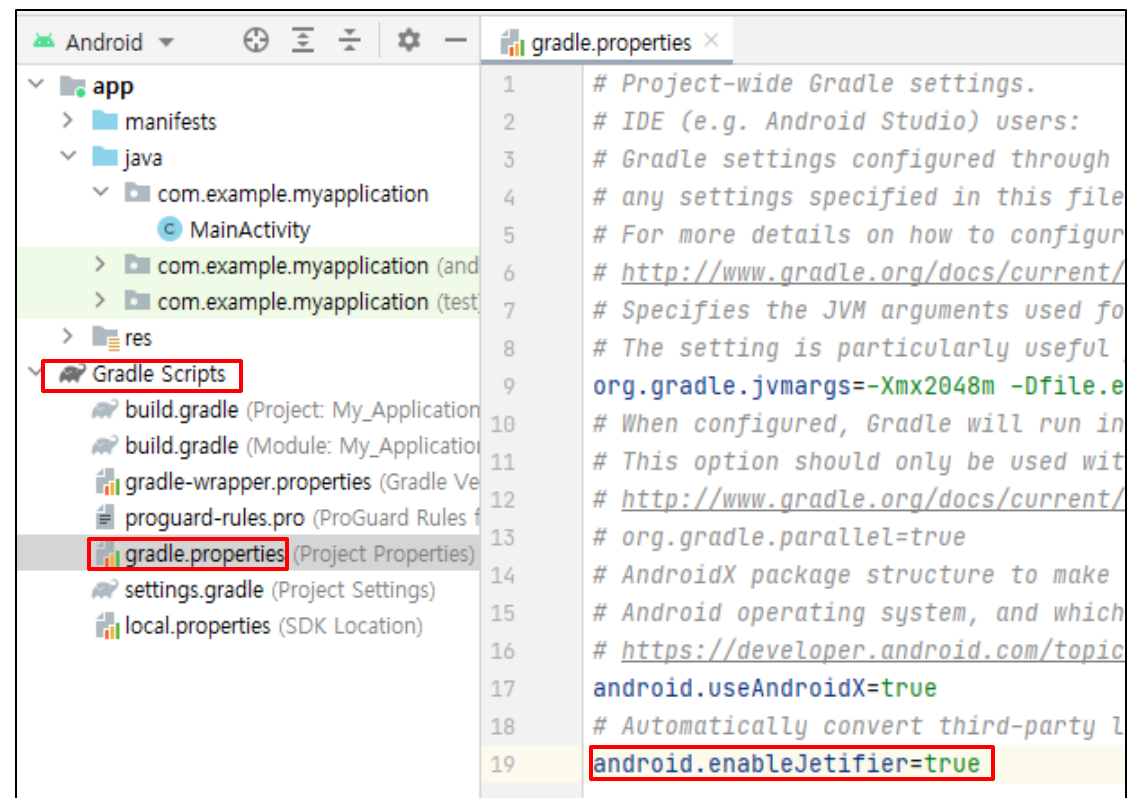 Android
gradle.properties
app
manifests
java
com.example.myapplication
MainActivity
com.example.myapplication (and
com.example.myapplication (test)
res
Gradle Scripts
build.gradle (Project: My_Application
build.gradle (Module: My_Application
gradle-wrapper.properties (Gradle Ve
proguard-rules.pro (ProGuard Rules f
gradle.properties (Project Properties)
settings.gradle (Project Settings)
local.properties (SDK Location)
1 # Project-wide Gradle settings.
2 # IDE (e.g. Android Studio) users:
3 # Gradle settings configured through
4 # any settings specified in this file
5 # For more details on how to configur
6 # http://www.gradle.org/docs/current/
7 # Specifies the JVM arguments used fo
8 # The setting is particularly useful
9 org.gradle.jvmargs=-Xmx2048m -Dfile.e
10 # When configured, Gradle will run in
11 # This option should only be used wit
12 # http://www.gradle.org/docs/current/
13 # org.gradle.parallel=true
14 # AndroidX package structure to make
15 # Android operating system, and which
16 # https://developer.android.com/topic
17 android.useAndroidX=true
18 # Automatically convert third-party l
19 android.enableJetifier=true